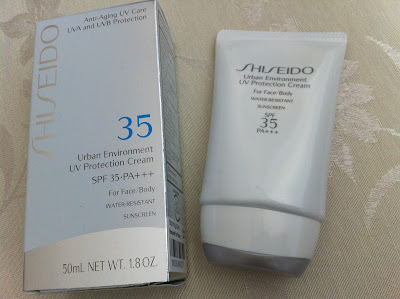 Anti-Aging UV Care
UVA and UVB Protection
SHISEIDO
35
Urban Environment
UV Protection Cream
SPF 35·PA+++
For Face/Body
WATER-RESISTANT
SUNSCREEN
50mL NET WT. 1.8 OZ.
SHISEIDO
Urban Environment
UV Protection Cream
For Face/Body
WATER-RESISTANT
SUNSCREEN
SPF
35
PA+++